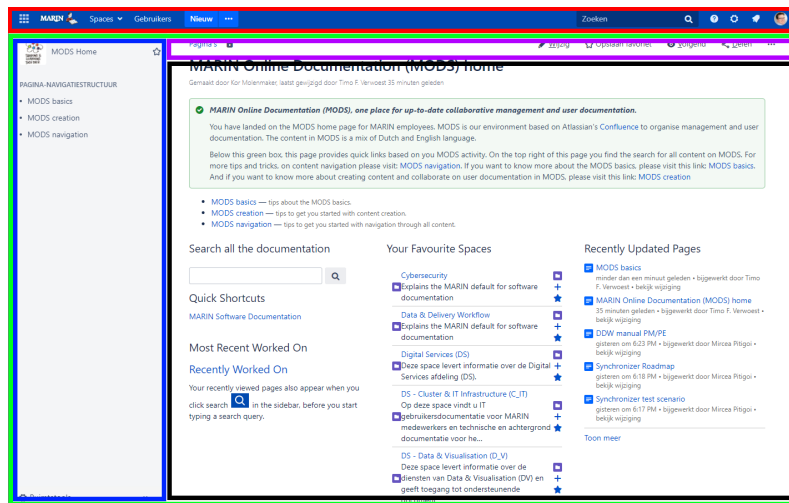 MARIN Spaces Gebruikers Nieuw Zoeken
MODS Home
PAGINA-NAVIGATIESTRUCTUUR
• MODS basics
• MODS creation
• MODS navigation
Pagina's Wijzig Opslaan favoriet Volgend Delen
MARIN Online Documentation (MODS) home
Gemaakt door Kor Molenmaker, laatst gewijzigd door Timo F. Verwoest 35 minuten geleden
MARIN Online Documentation (MODS), one place for up-to-date collaborative management and user documentation.
You have landed on the MODS home page for MARIN employees. MODS is our environment based on Atlassian's Confluence to organise management and user
documentation. The content in MODS is a mix of Dutch and English language.
Below this green box, this page provides quick links based on you MODS activity. On the top right of this page you find the search for all content on MODS. For
more tips and tricks, on content navigation please visit: MODS navigation. If you want to know more about the MODS basics, please visit this link: MODS basics.
And if you want to know more about creating content and collaborate on user documentation in MODS, please visit this link: MODS creation
• MODS basics — tips about the MODS basics.
• MODS creation — tips to get you started with content creation.
• MODS navigation — tips to get you started with navigation through all content.
Search all the documentation
Quick Shortcuts
MARIN Software Documentation
Most Recent Worked On
Recently Worked On
Your recently viewed pages also appear when you
click search in the sidebar. before you start
typing a search query.
Your Favourite Spaces
Cybersecurity
Explains the MARIN default for software
documentation
Data & Delivery Workflow
Explains the MARIN default for software
documentation
Digital Services (DS)
Deze space levert informatie over de Digital
Services afdeling (DS).
DS - Cluster & IT Infrastructure (C_IT)
Op deze space vindt u IT
gebruikersdocumentatie voor MARIN
medewerkers en technische en achtergrond
documentatie voor he...
DS - Data & Visualisation (D_V)
Deze space levert informatie over de
diensten van Data & Visualisation (DV) en
geeft toegang tot ondersteunende
Recently Updated Pages
MODS basics
minder dan een minuut geleden • bijgewerkt door Timo
F. Verwoest • bekijk wijziging
MARIN Online Documentation (MODS) home
35 minuten geleden • bijgewerkt door Timo F. Verwoest •
bekijk wijziging
DDW manual PM/PE
gisteren om 6:23 PM • bijgewerkt door Mircea Pitigoi •
bekijk wijziging
Synchronizer Roadmap
gisteren om 6:18 PM • bijgewerkt door Mircea Pitigoi •
bekijk wijziging
Synchronizer test scenario
gisteren om 6:17 PM • bijgewerkt door Mircea Pitigoi •
bekijk wijziging
Toon meer